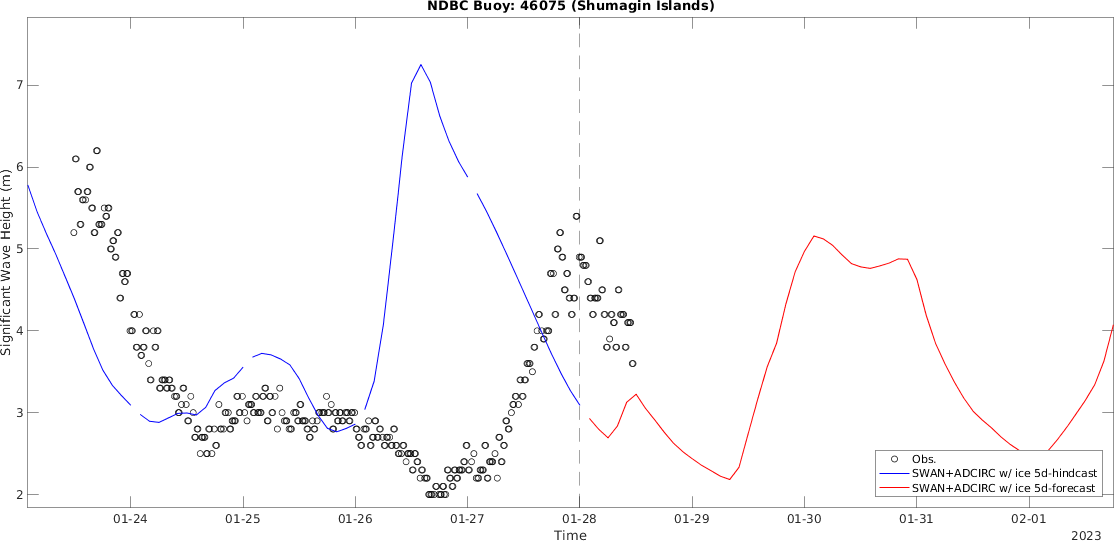 NDBC Buoy: 46075 (Shumagin Islands)
Significant Wave Height (m)
7
6
5
4
3
2
01-24
01-25
01-26
01-27
01-28
01-29
01-30
01-31
02-01
Time
2023
Obs.
SWAN+ADCIRC w/ ice 5d-hindcast
SWAN+ADCIRC w/ ice 5d-forecast